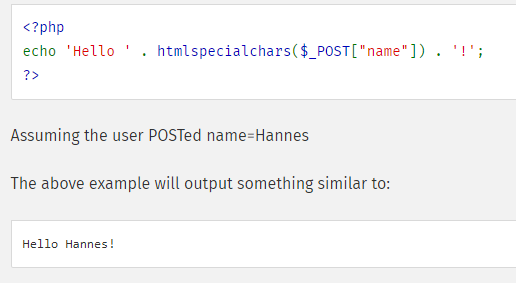 <?php
echo 'Hello ' . htmlspecialchars($_POST["name"]) . '!';
?>
Assuming the user POSTed name=Hannes
The above example will output something similar to:
Hello Hannes!